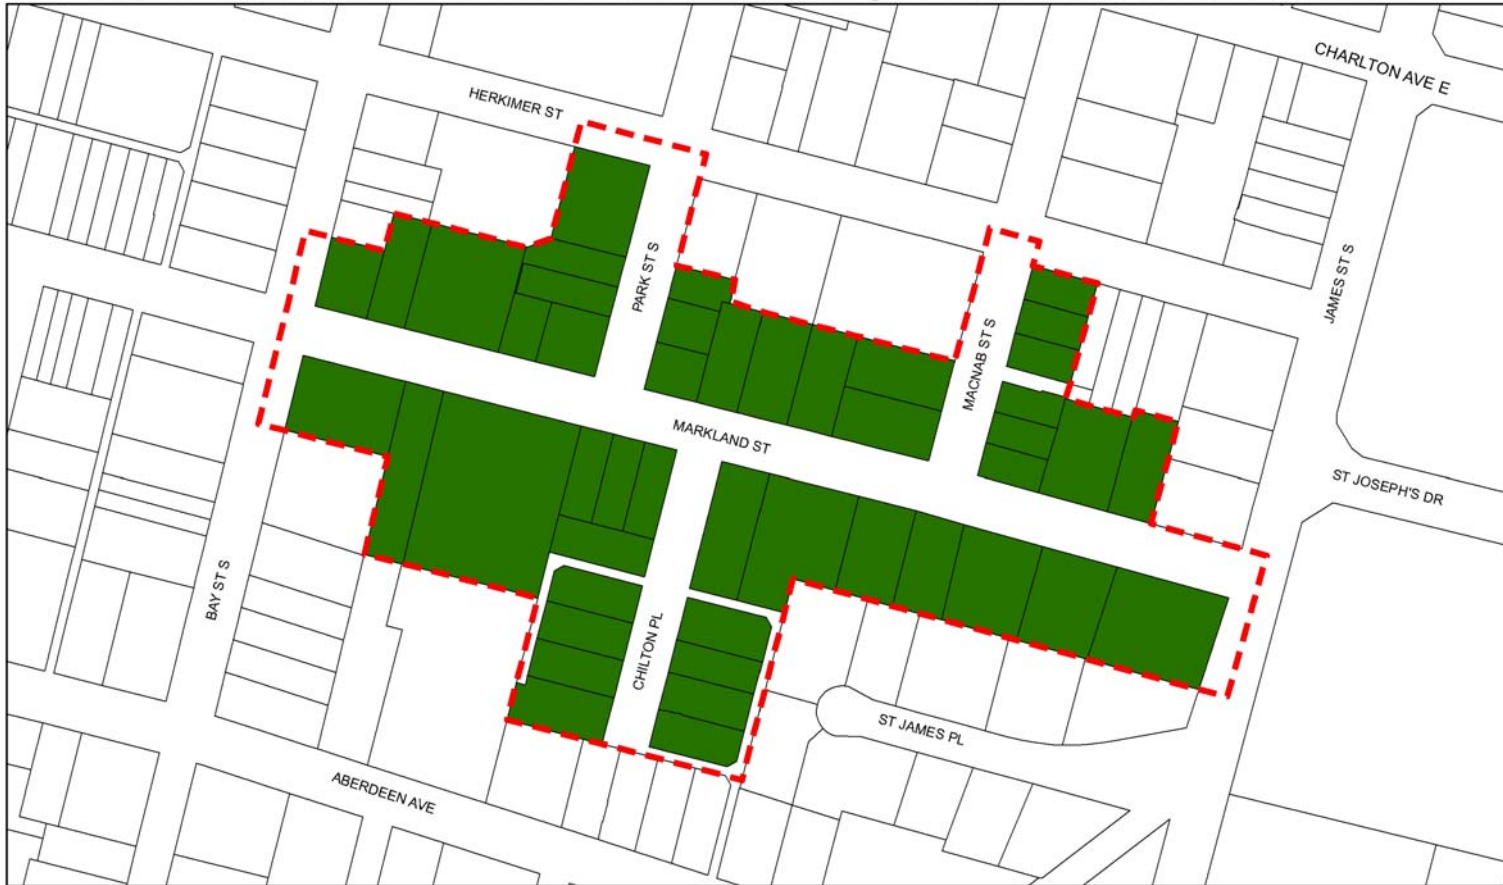 CHARLTON AVE E
HERKIMER ST
PARK ST S
JAMES ST S
MACNAB ST S
MARKLAND ST
ST JOSEPH'S DR
BAY ST S
CHILTON PL
ST JAMES PL
ABERDEEN AVE